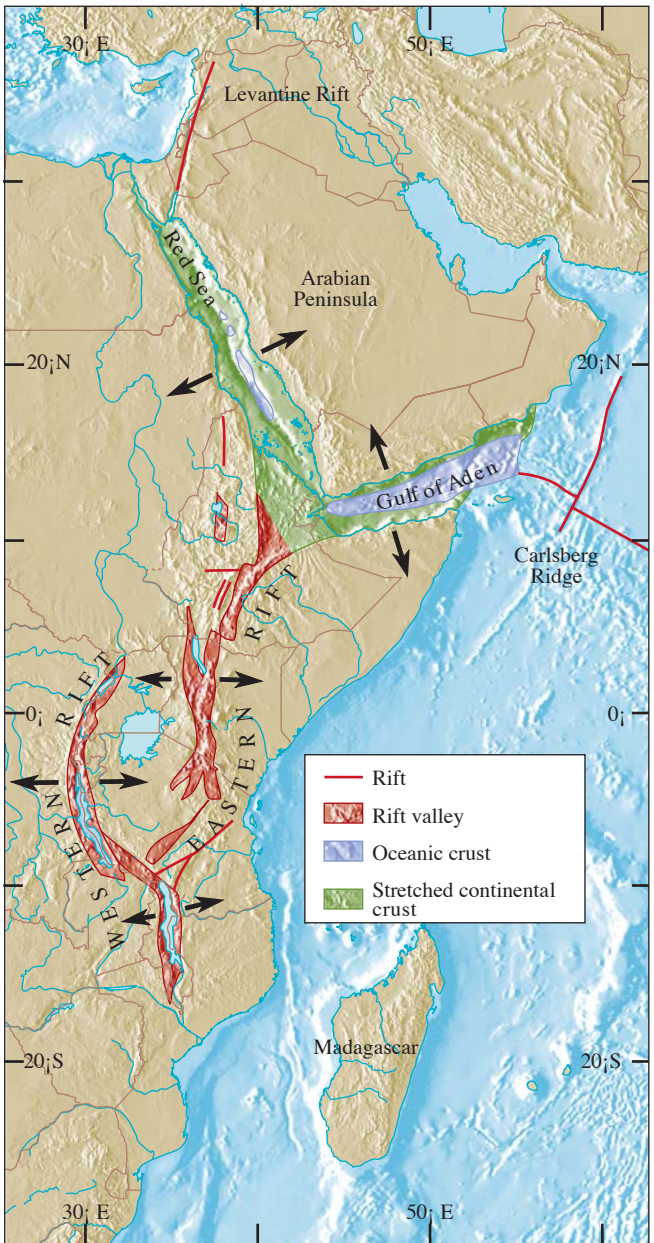 30¡ E
50¡ E
Levantine Rift
Red Sea
Arabian
Peninsula
20¡N
20¡N
Gulf of Aden
Carlsberg
Ridge
RIFT
WESTERN RIFT
EASTERN
0¡
0¡
Rift
Rift valley
Oceanic crust
Stretched continental
crust
Madagascar
20¡S
20¡S
30¡ E
50¡ E